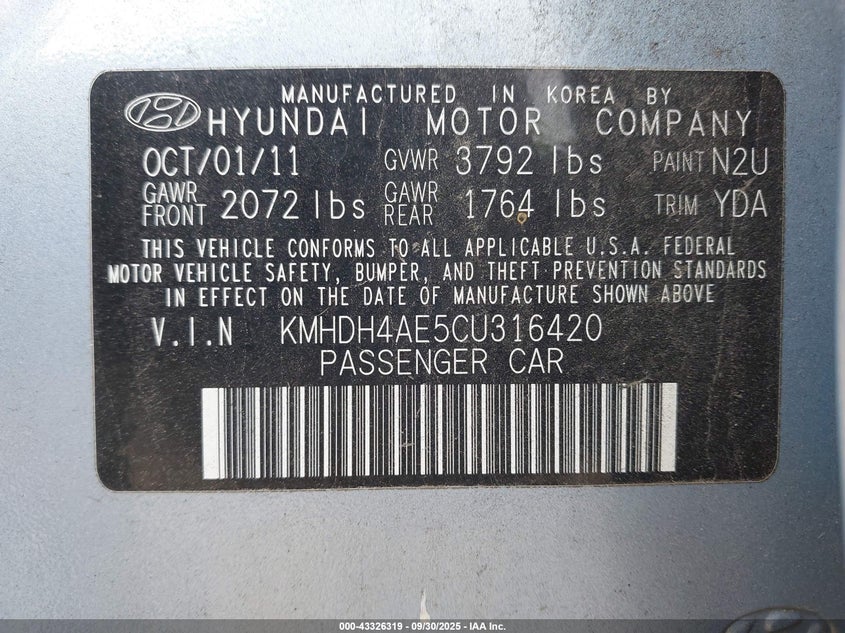 MANUFACTURED IN KOREA BY
HYUNDAI MOTOR COMPANY
OCT/01/11 GVWR 3792 lbs PAINT N2U
GAWR FRONT 2072 lbs GAWR REAR 1764 lbs TRIM YDA
THIS VEHICLE CONFORMS TO ALL APPLICABLE U.S.A. FEDERAL
MOTOR VEHICLE SAFETY, BUMPER, AND THEFT PREVENTION STANDARDS
IN EFFECT ON THE DATE OF MANUFACTURE SHOWN ABOVE
V.I.N KMHDH4AE5CU316420
PASSENGER CAR
000-43326319 - 09/30/2025 - IAA Inc.